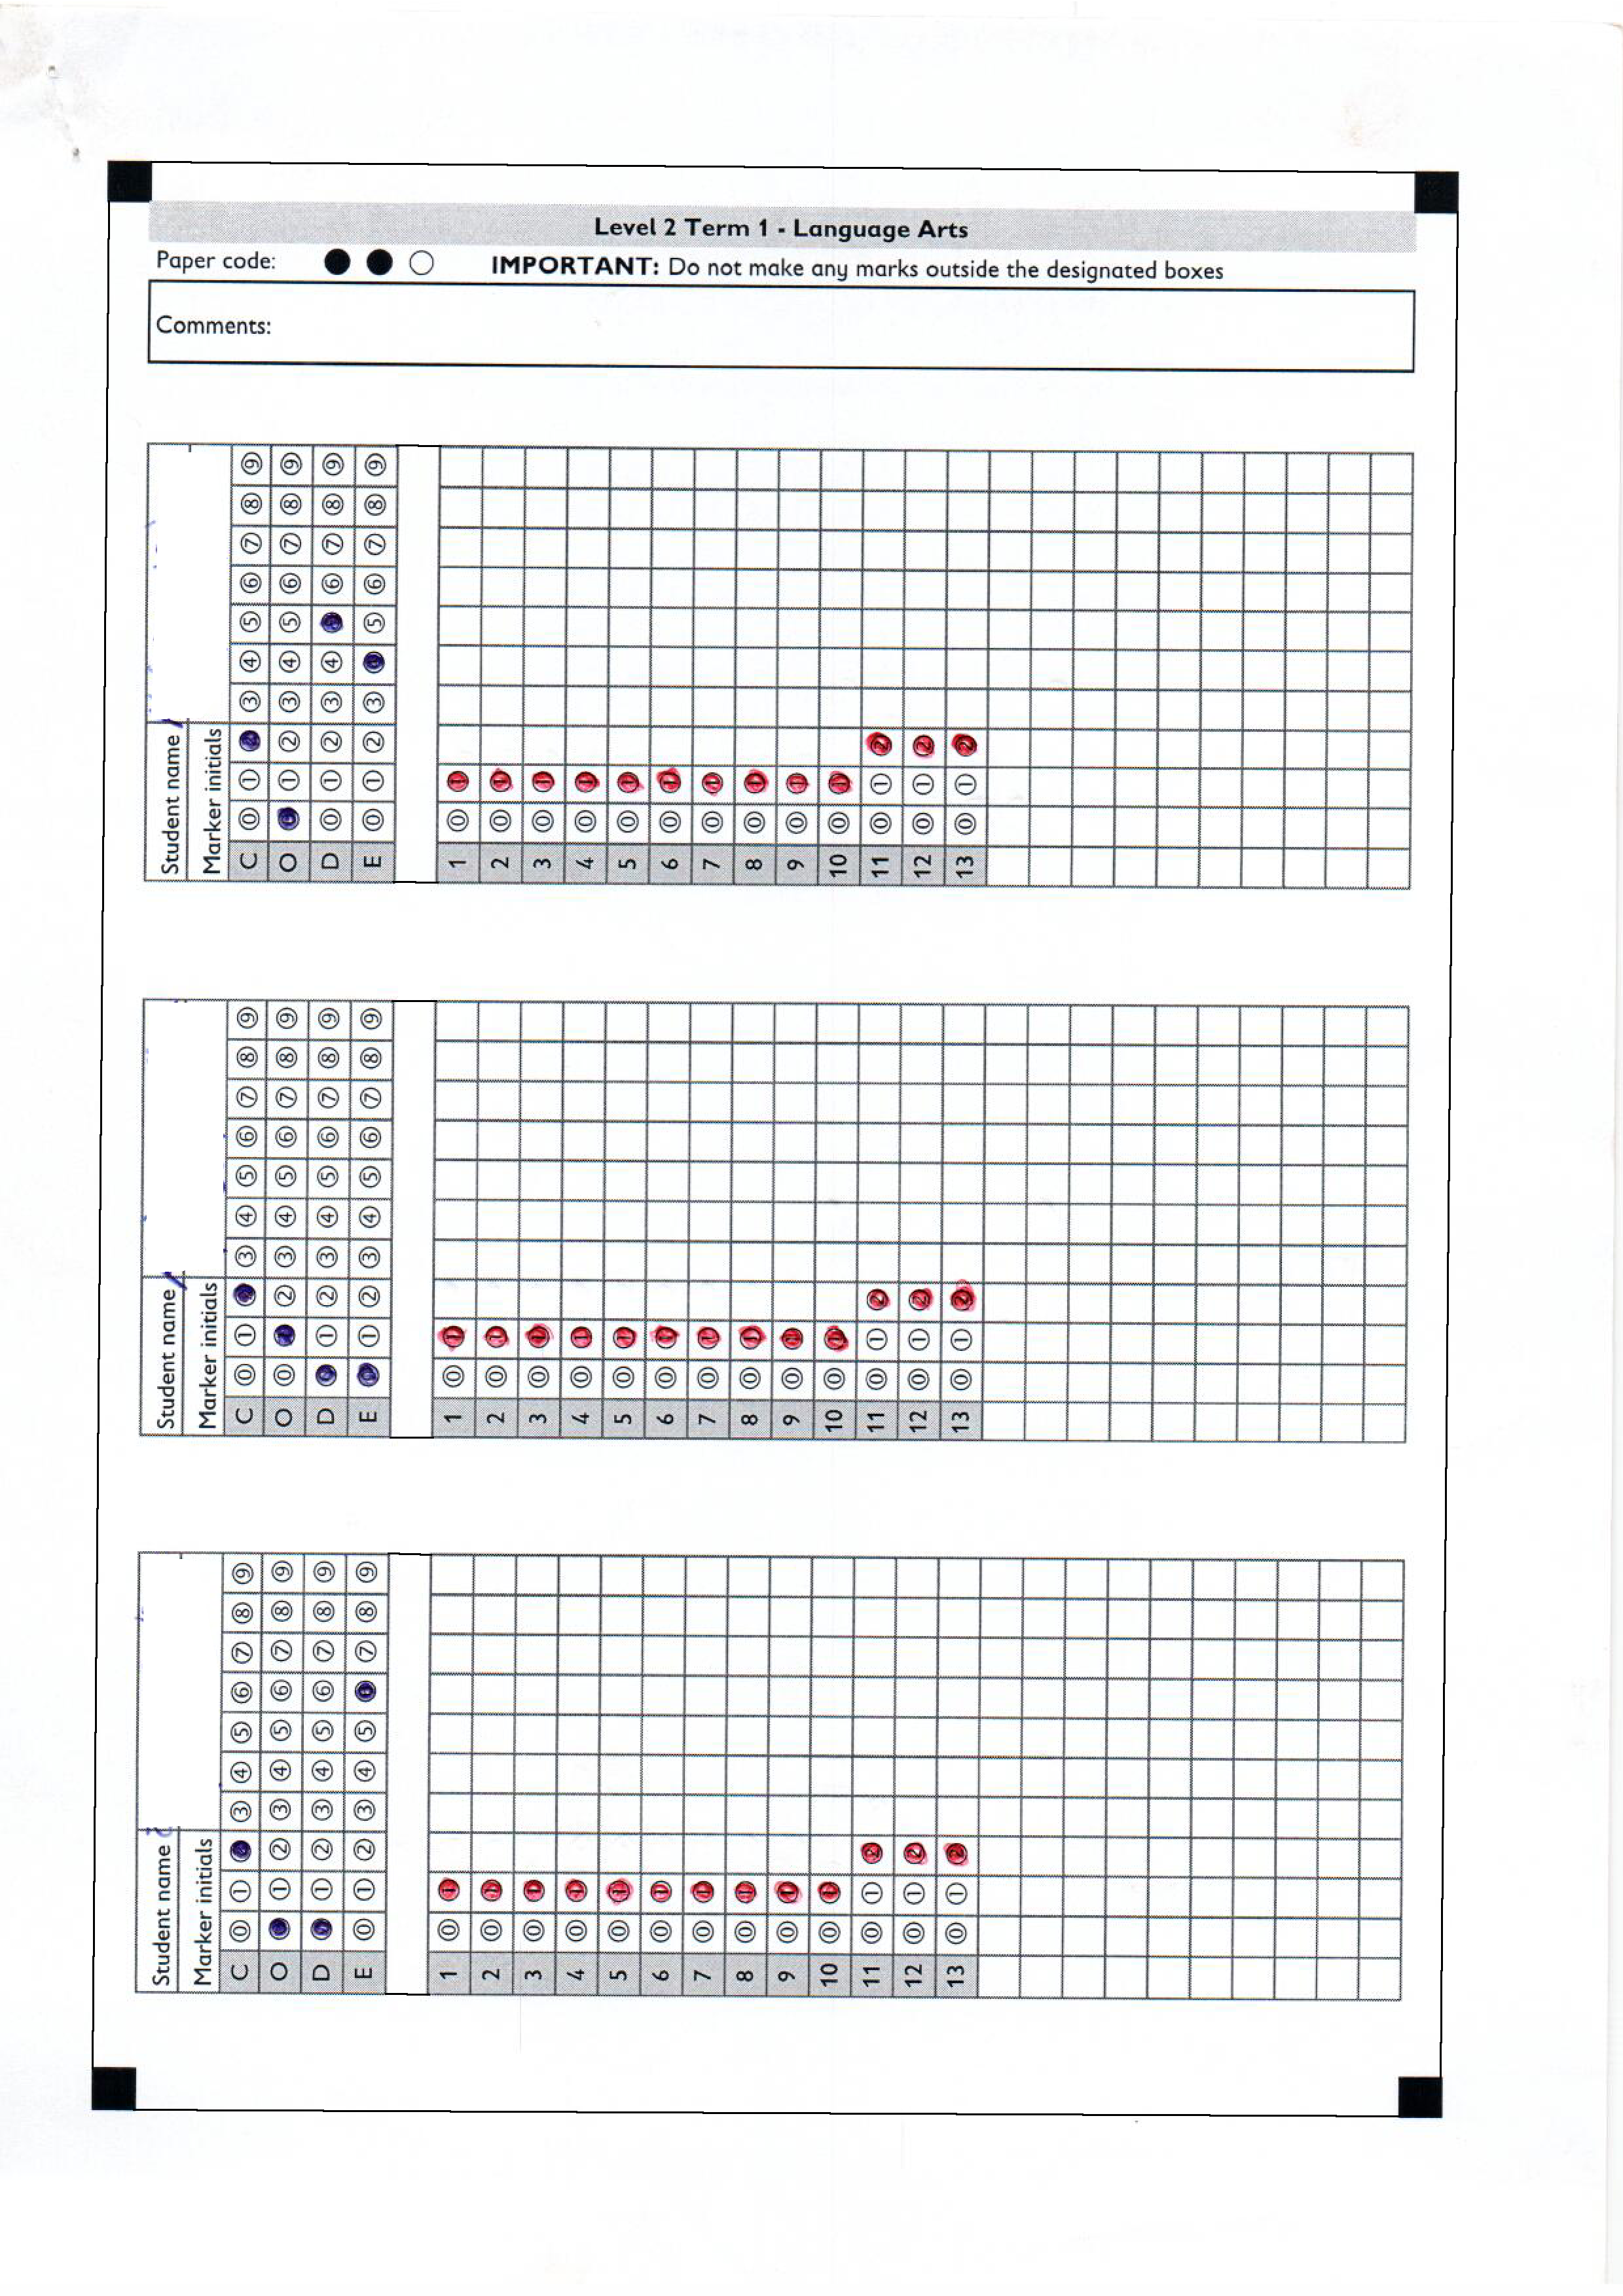 Level 2 Term 1 - Language Arts
Paper code:
IMPORTANT: Do not make any marks outside the designated boxes
Comments:
Student name
Marker initials
C 0 1 2 3 4 5 6 7 8 9
O 0 1 2 3 4 5 6 7 8 9
D 0 1 2 3 4 5 6 7 8 9
E 0 1 2 3 4 5 6 7 8 9
1 0 1
2 0 1
3 0 1
4 0 1
5 0 1
6 0 1
7 0 1
8 0 1
9 0 1
10 0 1
11 0 1 2
12 0 1 2
13 0 1 2
Student name
Marker initials
C 0 1 2 3 4 5 6 7 8 9
O 0 1 2 3 4 5 6 7 8 9
D 0 1 2 3 4 5 6 7 8 9
E 0 1 2 3 4 5 6 7 8 9
1 0 1
2 0 1
3 0 1
4 0 1
5 0 1
6 0 1
7 0 1
8 0 1
9 0 1
10 0 1
11 0 1 2
12 0 1 2
13 0 1 2
Student name
Marker initials
C 0 1 2 3 4 5 6 7 8 9
O 0 1 2 3 4 5 6 7 8 9
D 0 1 2 3 4 5 6 7 8 9
E 0 1 2 3 4 5 6 7 8 9
1 0 1
2 0 1
3 0 1
4 0 1
5 0 1
6 0 1
7 0 1
8 0 1
9 0 1
10 0 1
11 0 1 2
12 0 1 2
13 0 1 2